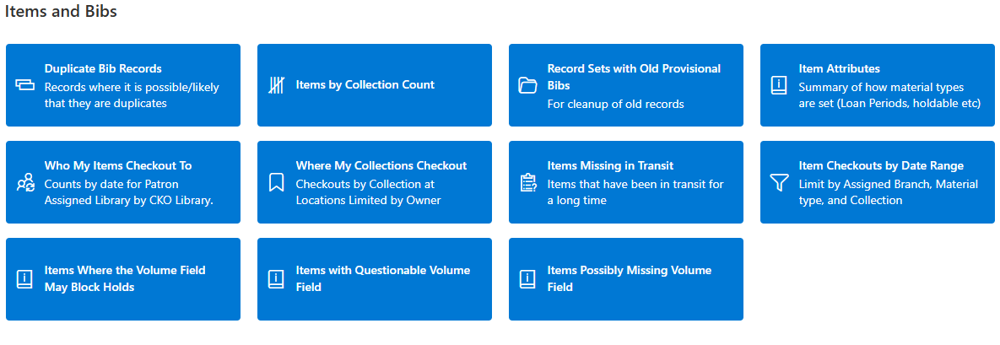 Items and Bibs
Duplicate Bib Records
Records where it is possible/likely
that they are duplicates
Items by Collection Count
Record Sets with Old Provisional
Bibs
For cleanup of old records
Item Attributes
Summary of how material types
are set (Loan Periods, holdable etc)
Who My Items Checkout To
Counts by date for Patron
Assigned Library by CKO Library.
Where My Collections Checkout
Checkouts by Collection at
Locations Limited by Owner
Items Missing in Transit
Items that have been in transit for
a long time
Item Checkouts by Date Range
Limit by Assigned Branch, Material
type, and Collection
Items Where the Volume Field
May Block Holds
Items with Questionable Volume
Field
Items Possibly Missing Volume
Field